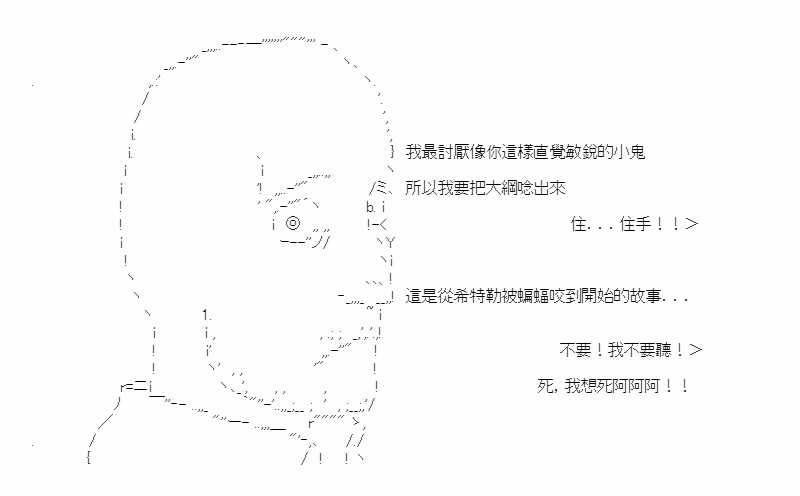 我最討厭像你這樣直覺敏銳的小鬼
所以我要把大綱唸出來
住...住手！！＞
這是從希特勒被蝙蝠咬到開始的故事...
不要！我不要聽！＞
死,我想死阿阿阿！！